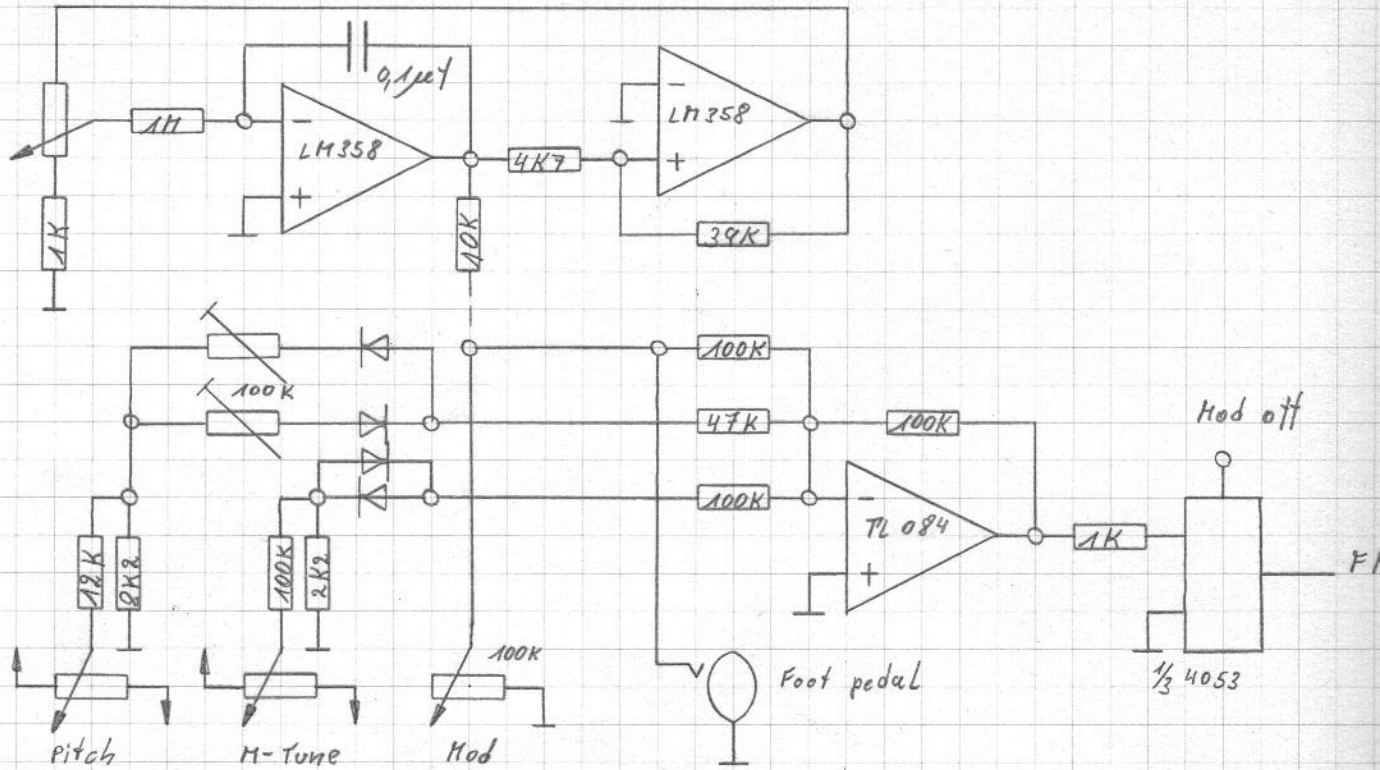 0,1µf
1M
LM358
LM358
4K7
1K
10K
39K
100K
100K
47K
100K
Mod off
100K
TL 084
1K
12K
8K2
100K
2K2
100K
Foot pedal
1/3 4053
Pitch
M-Tune
Mod